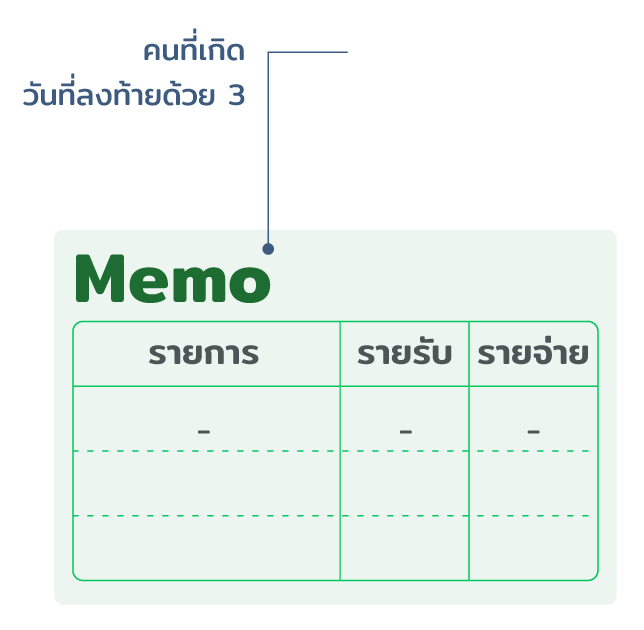 คนที่เกิด
วันที่ลงท้ายด้วย 3
Memo
รายการ รายรับ รายจ่าย
- - -